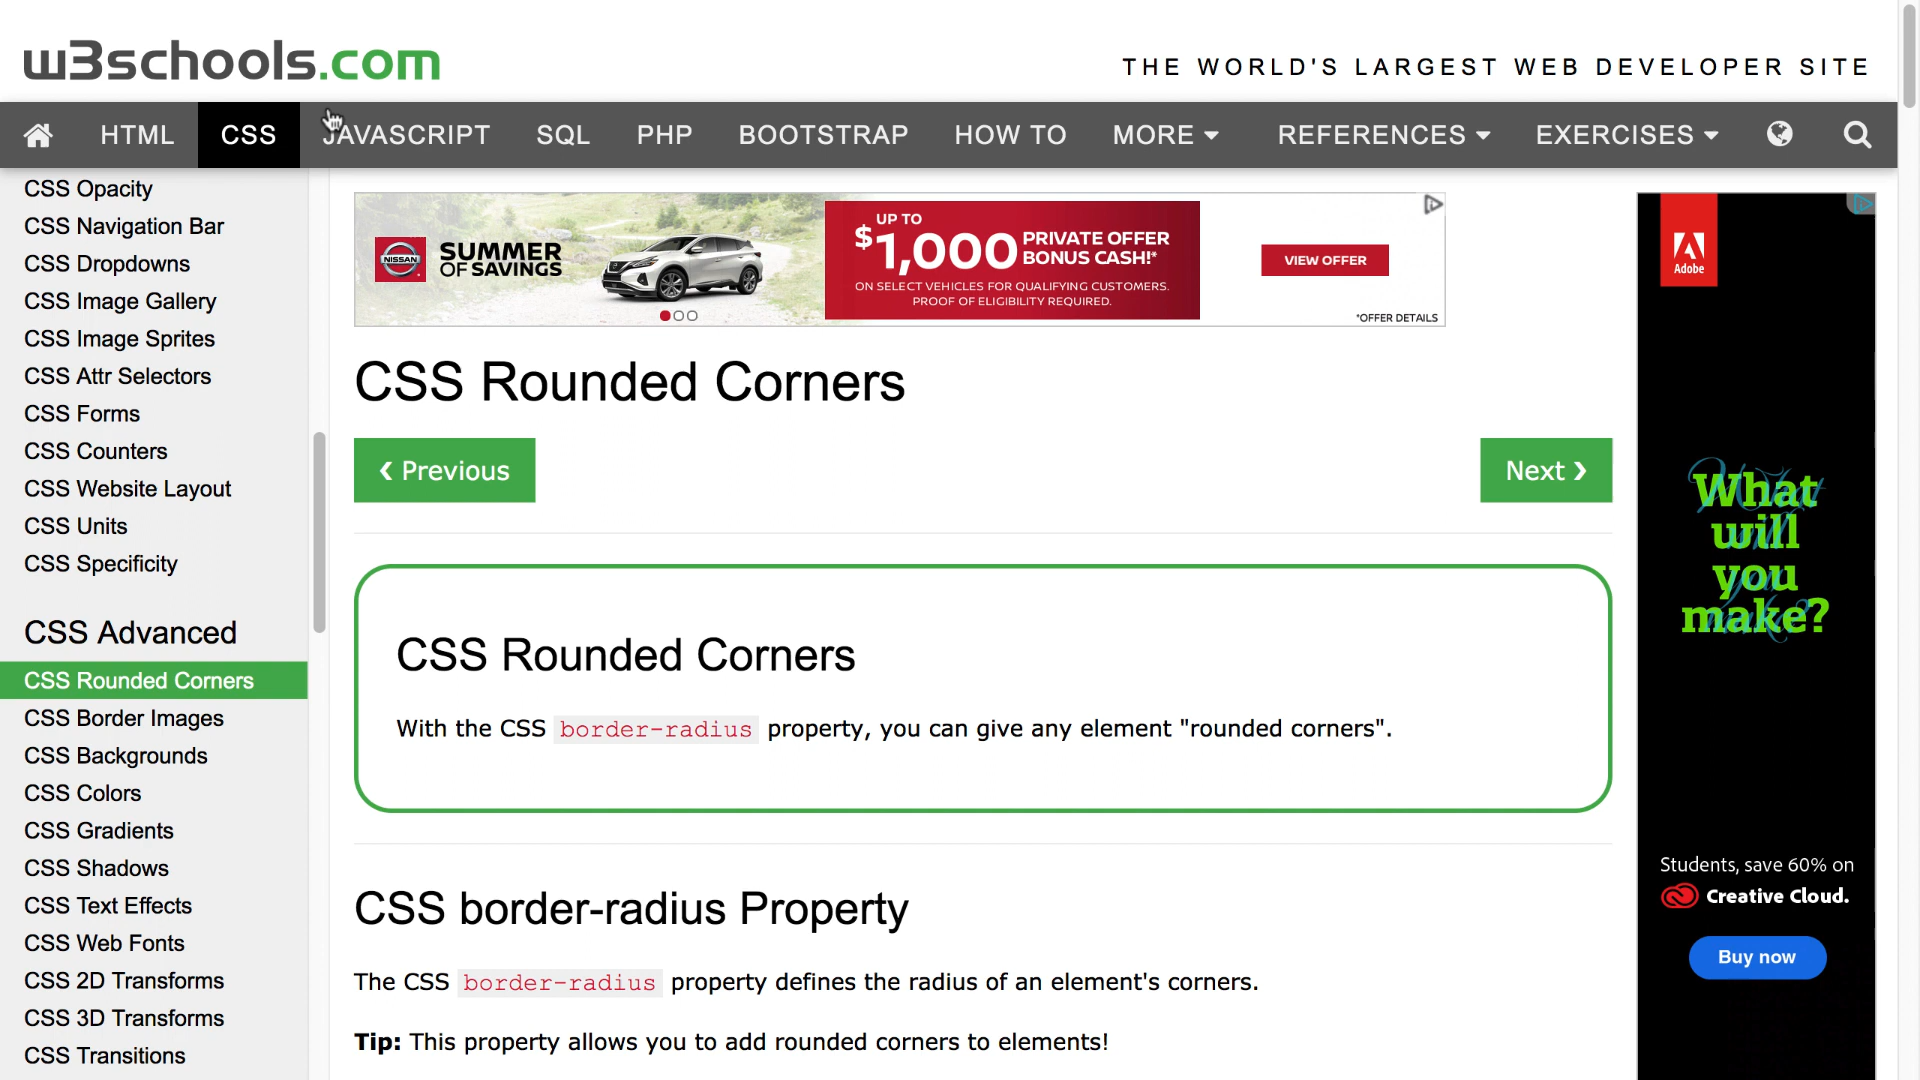 w3schools.com
THE WORLD'S LARGEST WEB DEVELOPER SITE
HTML CSS JAVASCRIPT SQL PHP BOOTSTRAP HOW TO MORE REFERENCES EXERCISES
CSS Opacity
CSS Navigation Bar
CSS Dropdowns
CSS Image Gallery
CSS Image Sprites
CSS Attr Selectors
CSS Forms
CSS Counters
CSS Website Layout
CSS Units
CSS Specificity
CSS Advanced
CSS Rounded Corners
CSS Border Images
CSS Backgrounds
CSS Colors
CSS Gradients
CSS Shadows
CSS Text Effects
CSS Web Fonts
CSS 2D Transforms
CSS 3D Transforms
CSS Transitions
NISSAN
SUMMER
OF SAVINGS
UP TO
$1,000
PRIVATE OFFER
BONUS CASH!*
ON SELECT VEHICLES FOR QUALIFYING CUSTOMERS.
PROOF OF ELIGIBILITY REQUIRED.
VIEW OFFER
*OFFER DETAILS
CSS Rounded Corners
❮ Previous
Next ❯
CSS Rounded Corners
With the CSS border-radius property, you can give any element "rounded corners".
CSS border-radius Property
The CSS border-radius property defines the radius of an element's corners.
Tip: This property allows you to add rounded corners to elements!
Adobe
What
will
you
make?
Students, save 60% on
Creative Cloud.
Buy now